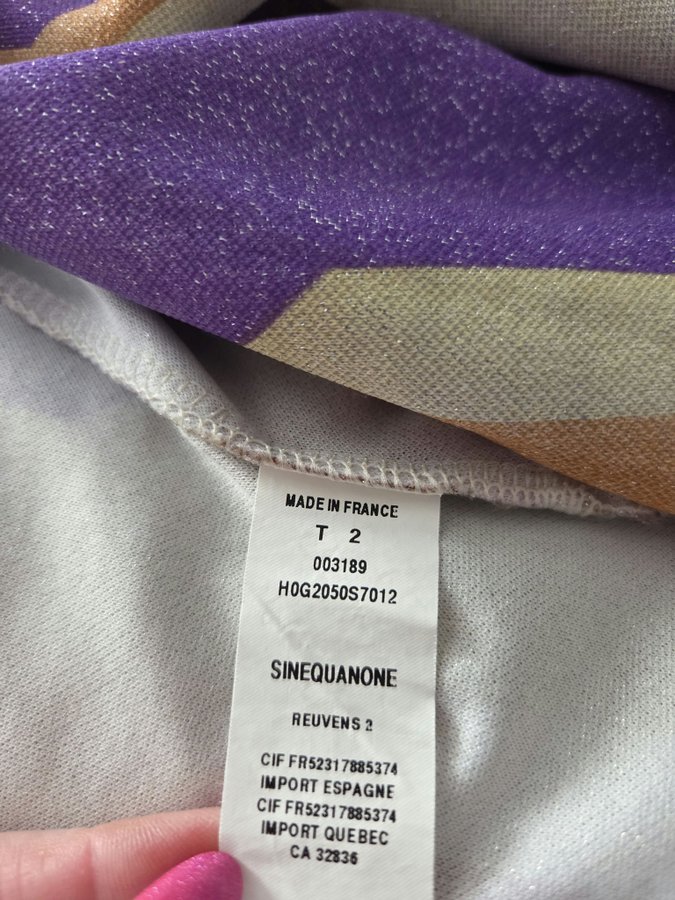 MADE IN FRANCE
T 2
003189
H0G2050S7012
SINEQUANONE
REUVENS 2
CIF FR52317885374
IMPORT ESPAGNE
CIF FR52317885374
IMPORT QUEBEC
CA 32836